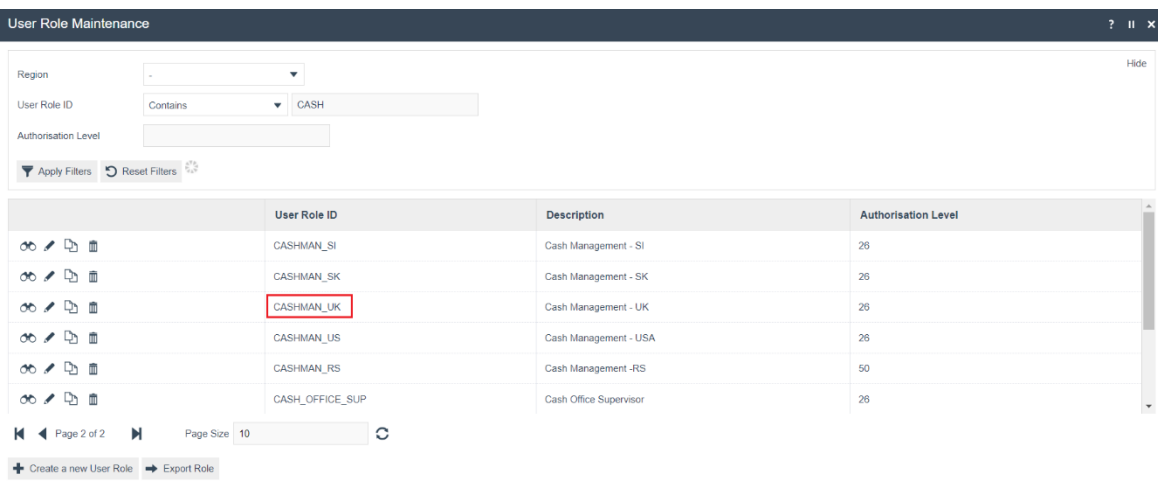 User Role Maintenance ?
Hide
Region -
User Role ID Contains CASH
Authorisation Level
Apply Filters Reset Filters
User Role ID Description Authorisation Level
CASHMAN_SI Cash Management - SI 26
CASHMAN_SK Cash Management - SK 26
CASHMAN_UK Cash Management - UK 26
CASHMAN_US Cash Management - USA 26
CASHMAN_RS Cash Management -RS 50
CASH_OFFICE_SUP Cash Office Supervisor 26
Page 2 of 2 Page Size 10
Create a new User Role Export Role